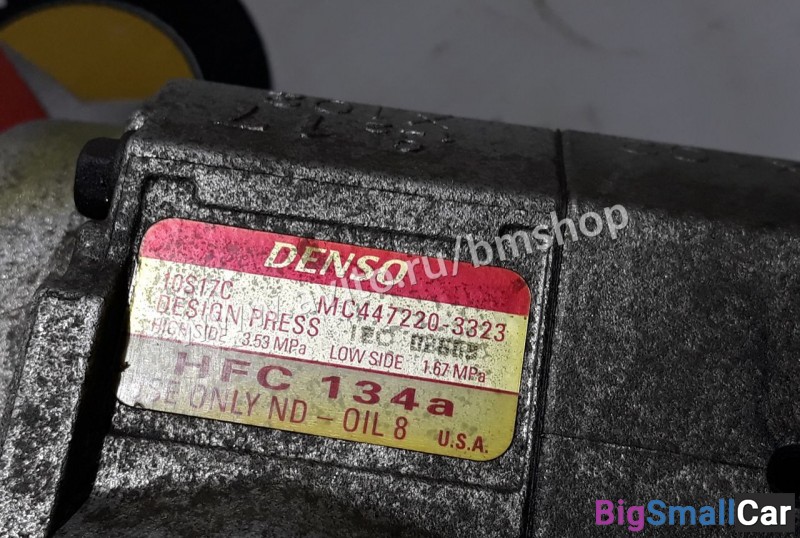 DENSO
10S17C MC447220-3323
DESIGN PRESS
HIGH SIDE 3.53 MPa LOW SIDE 1.67 MPa
HFC 134a
USE ONLY ND-OIL 8 U.S.A.
.ru/bmshop
BigSmallCar